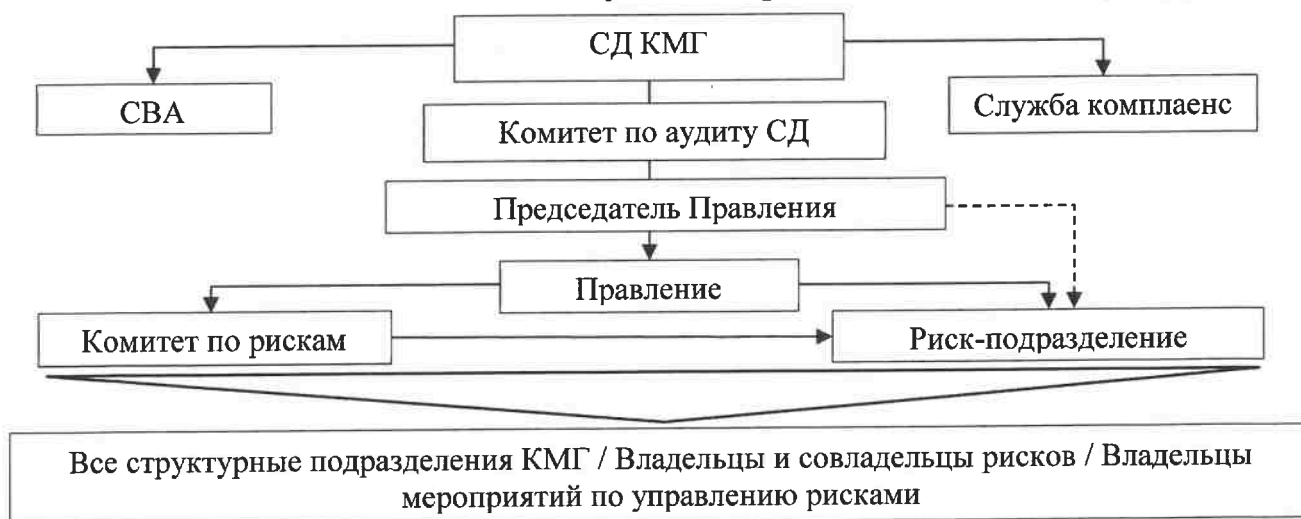 СД КМГ
СВА
Служба комплаенс
Комитет по аудиту СД
Председатель Правления
Правление
Комитет по рискам
Риск-подразделение
Все структурные подразделения КМГ / Владельцы и совладельцы рисков / Владельцы
мероприятий по управлению рисками